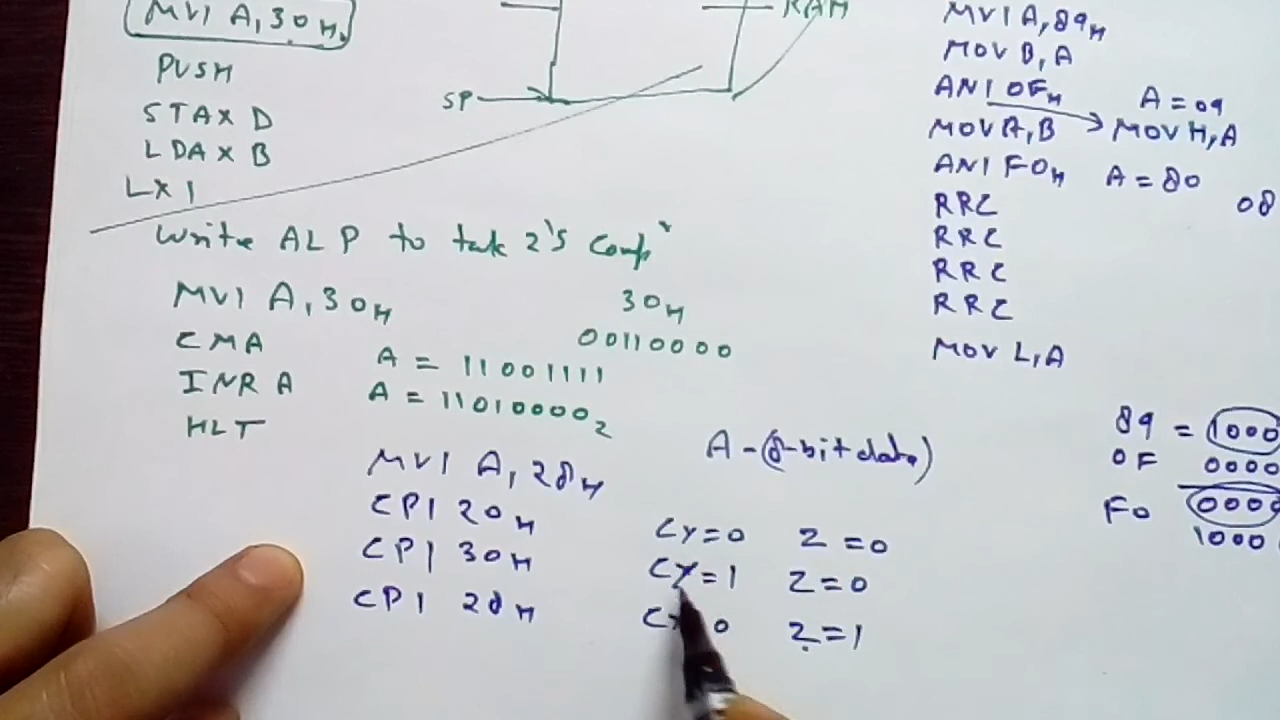 MVI A, 30H
PUSH
STAX D
LDAX B
LXI
SP
RAM
Write ALP to take 2's comp
MVI A, 30H
CMA
INR A
HLT
30H
00110000
A = 11001111
A = 110100002
MVI A, 28H
CPI 20H
CPI 30H
CPI 28H
A - (8-bit data)
CY=0 Z=0
CY=1 Z=0
0 Z=1
MVI A, 89H
MOV B, A
ANI 0FH A = 09
MOV A, B MOV H, A
ANI F0H A = 80
08
RRC
RRC
RRC
RRC
MOV L, A
89 = 1000
0F 0000
F0 0000
1000